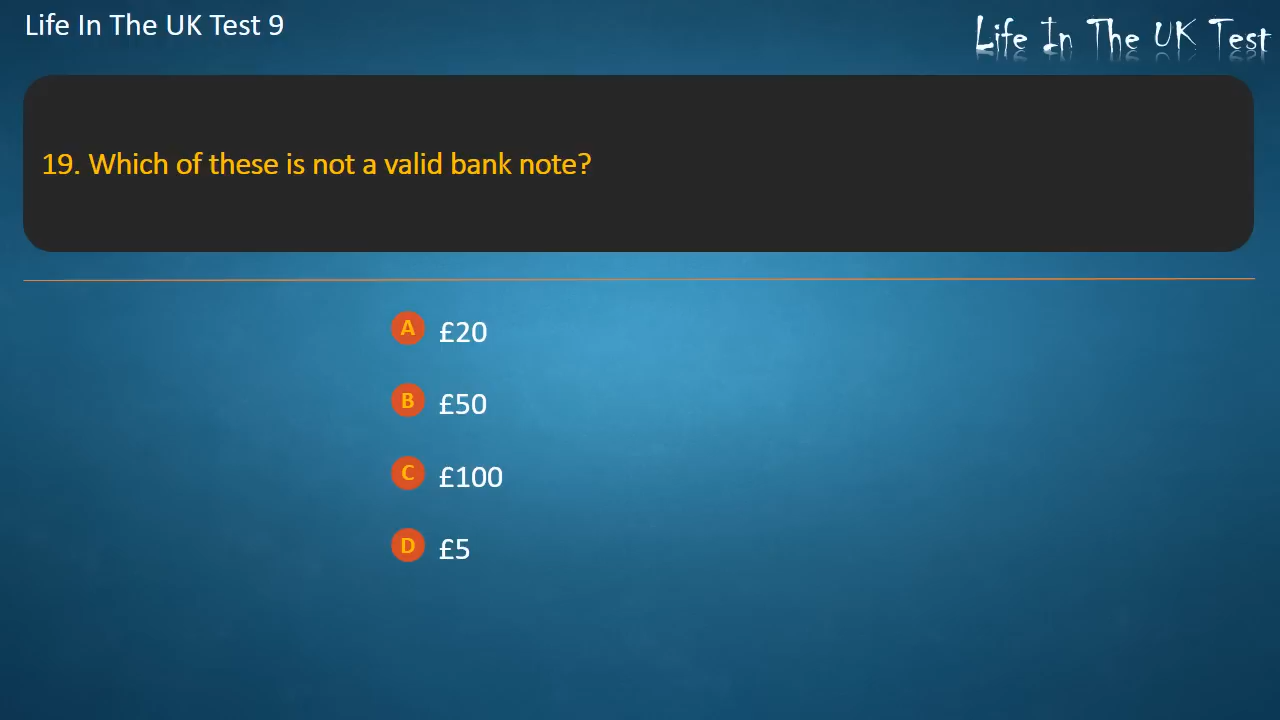 Life In The UK Test 9
Life In The UK Test
19. Which of these is not a valid bank note?
A £20
B £50
C £100
D £5